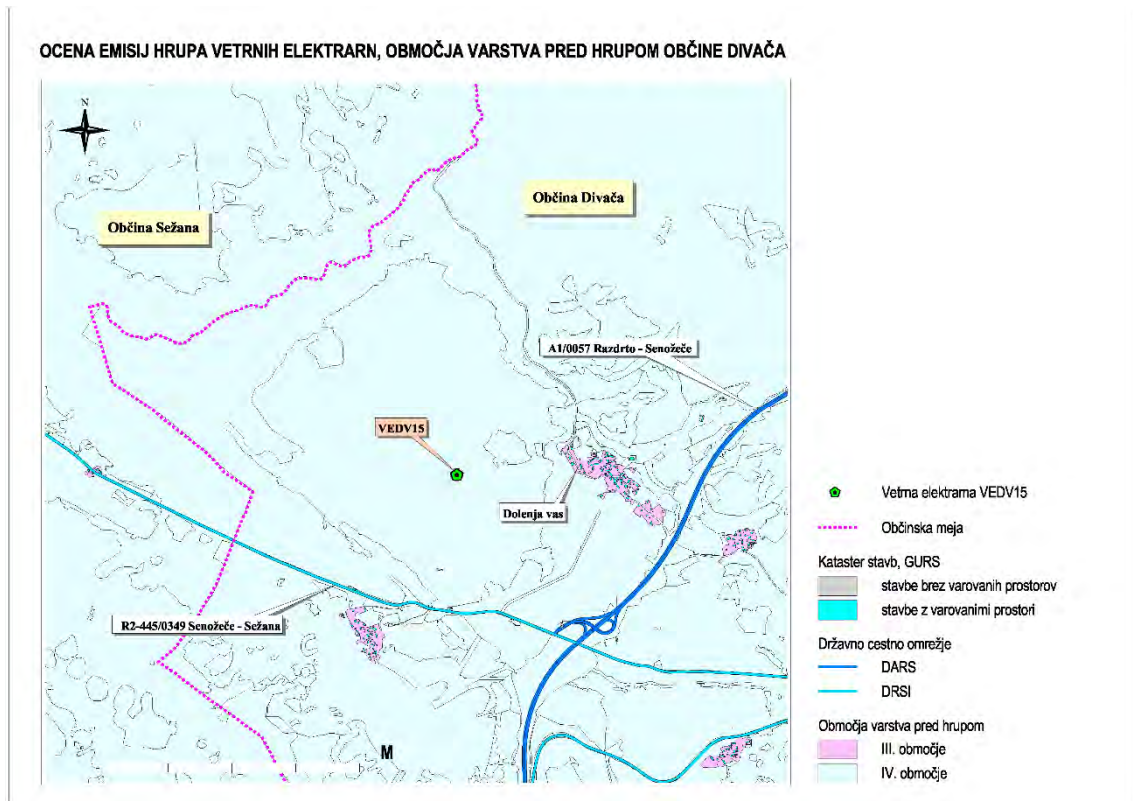 OCENA EMISIJ HRUPA VETRNIH ELEKTRARN, OBMOČJA VARSTVA PRED HRUPOM OBČINE DIVAČA
N
Občina Divača
Občina Sežana
A1/0057 Razdrto - Senožeče
VEDV15
Dolenja vas
R2-445/0349 Senožeče - Sežana
M
Vetrna elektrarna VEDV15
Občinska meja
Kataster stavb, GURS
stavbe brez varovanih prostorov
stavbe z varovanimi prostori
Državno cestno omrežje
DARS
DRSI
Območja varstva pred hrupom
III. območje
IV. območje